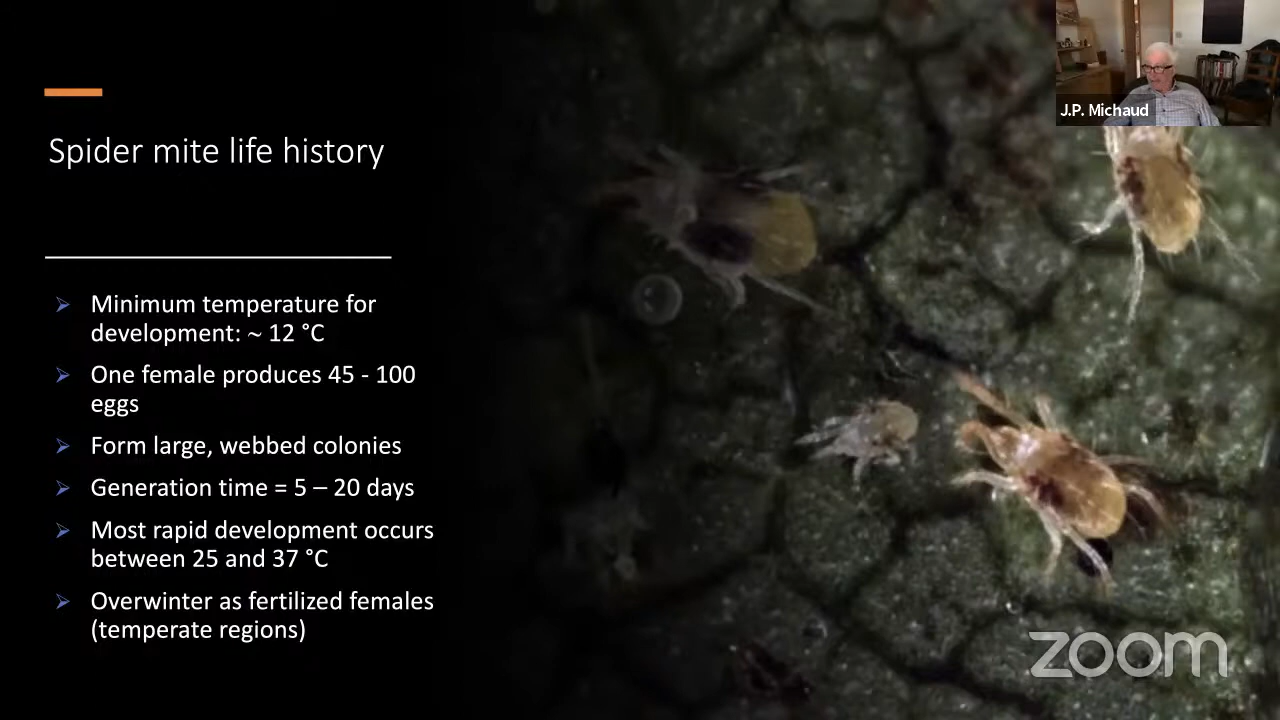 J.P. Michaud
Spider mite life history
Minimum temperature for
development: ~ 12 °C
One female produces 45 - 100
eggs
Form large, webbed colonies
Generation time = 5 – 20 days
Most rapid development occurs
between 25 and 37 °C
Overwinter as fertilized females
(temperate regions)
zoom